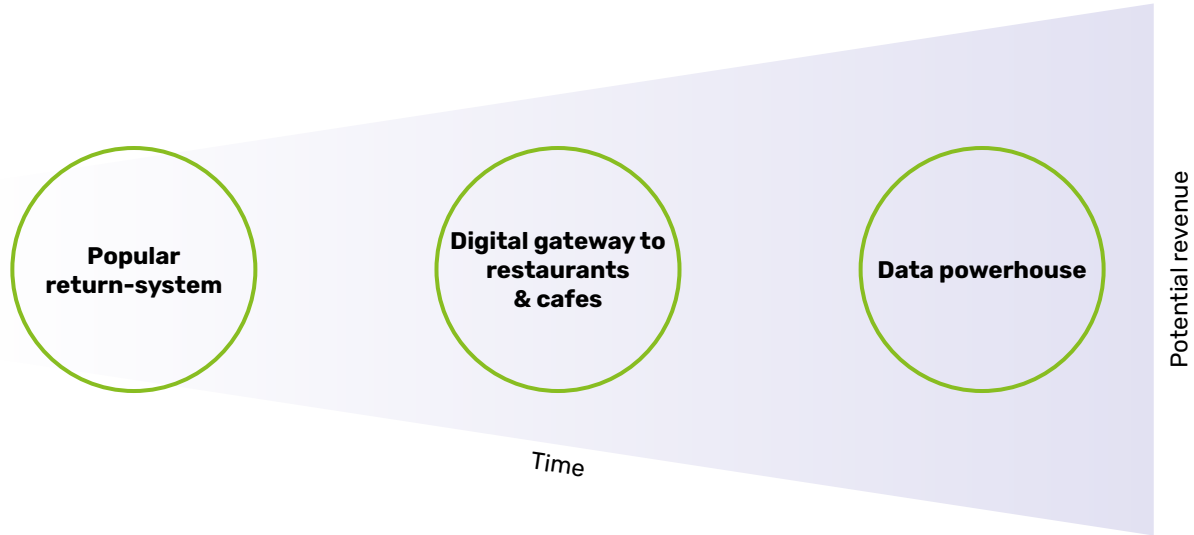 Popular
return-system
Digital gateway to
restaurants
& cafes
Data powerhouse
Potential revenue
Time